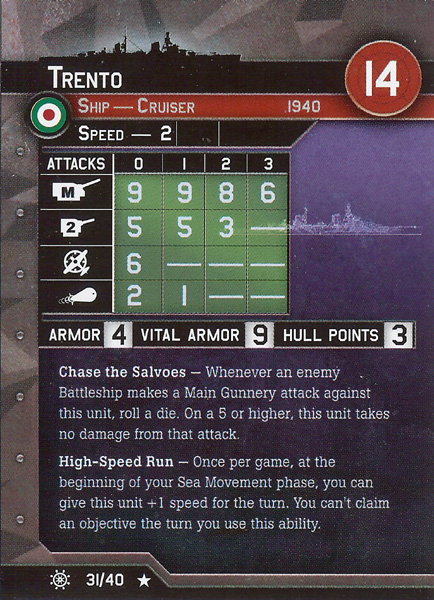 TRENTO
14
SHIP — CRUISER 1940
SPEED — 2
ATTACKS 0 1 2 3
M 9 9 8 6
2 5 5 3 —
6 — — —
2 1 — —
ARMOR 4 VITAL ARMOR 9 HULL POINTS 3
Chase the Salvoes – Whenever an enemy
Battleship makes a Main Gunnery attack against
this unit, roll a die. On a 5 or higher, this unit takes
no damage from that attack.
High-Speed Run – Once per game, at the
beginning of your Sea Movement phase, you can
give this unit +1 speed for the turn. You can't claim
an objective the turn you use this ability.
31/40 ★